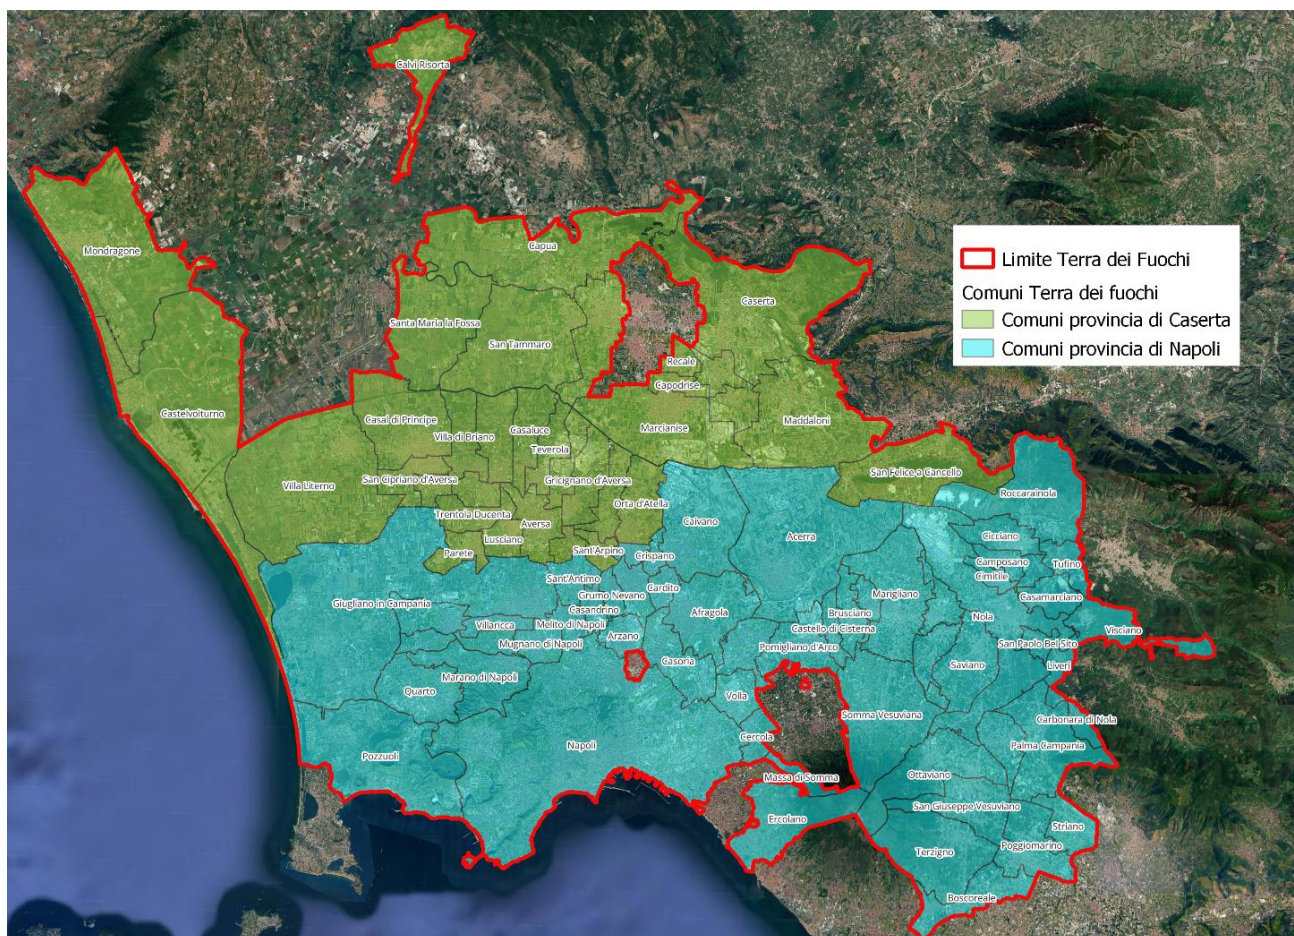 Calvi Risorta
Mondragone
Capua
Limite Terra dei Fuochi
Comuni Terra dei fuochi
Comuni provincia di Caserta
Comuni provincia di Napoli
Caserta
Santa Maria la Fossa
San Tammaro
Recale
Capodrise
Castelvolturno
Casal di Principe
Villa di Briano
Casaluce
Teverola
Marcianise
Maddaloni
San Felice a Cancello
Villa Literno
San Cipriano d'Aversa
Gricignano d'Aversa
Orta d'Atella
Roccarainola
Trentola Ducenta
Aversa
Caivano
Acerra
Cicciano
Lusciano
Parete
Sant'Arpino
Crispano
Camposano
Cimitile
Tufino
Sant'Antimo
Cardito
Marigliano
Casamarciano
Giugliano in Campania
Grumo Nevano
Casandrino
Afragola
Brusciano
Nola
Villaricca
Melito di Napoli
Castello di Cisterna
Visciano
Mugnano di Napoli
Arzano
Pomigliano d'Arco
San Paolo Bel Sito
Casoria
Saviano
Liveri
Marano di Napoli
Quarto
Volla
Somma Vesuviana
Carbonara di Nola
Cercola
Palma Campania
Napoli
Pozzuoli
Massa di Somma
Ottaviano
San Giuseppe Vesuviano
Ercolano
Striano
Terzigno
Poggiomarino
Boscoreale